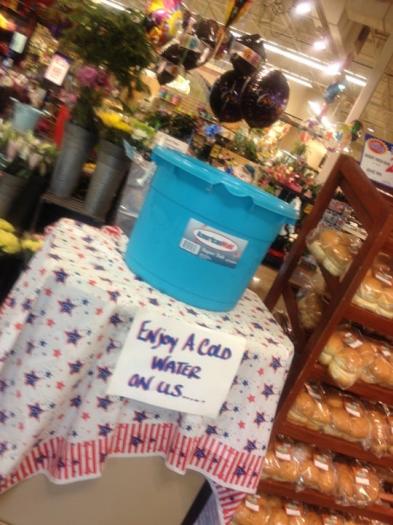 ENJOY A COLD
WATER
ON US.....